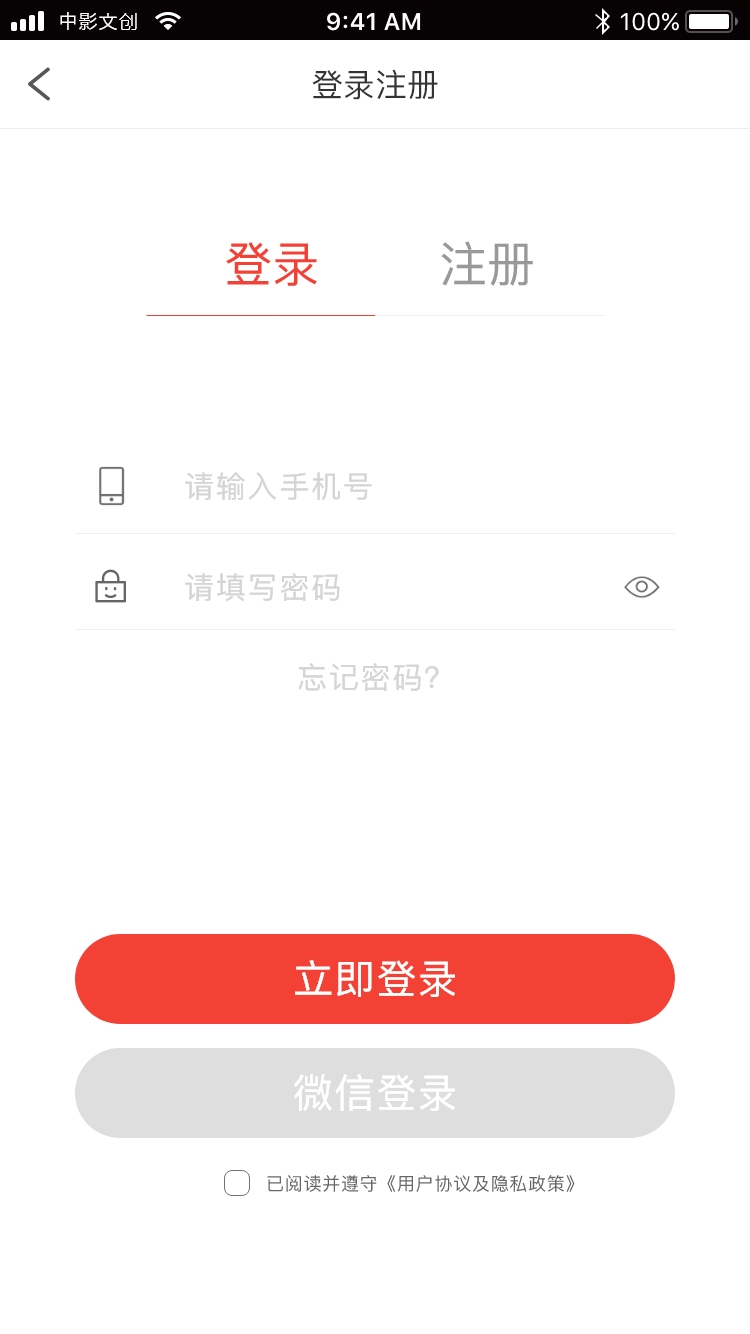 中影文创 9:41 AM 100%
登录注册
登录 注册
请输入手机号
请填写密码
忘记密码?
立即登录
微信登录
已阅读并遵守《用户协议及隐私政策》